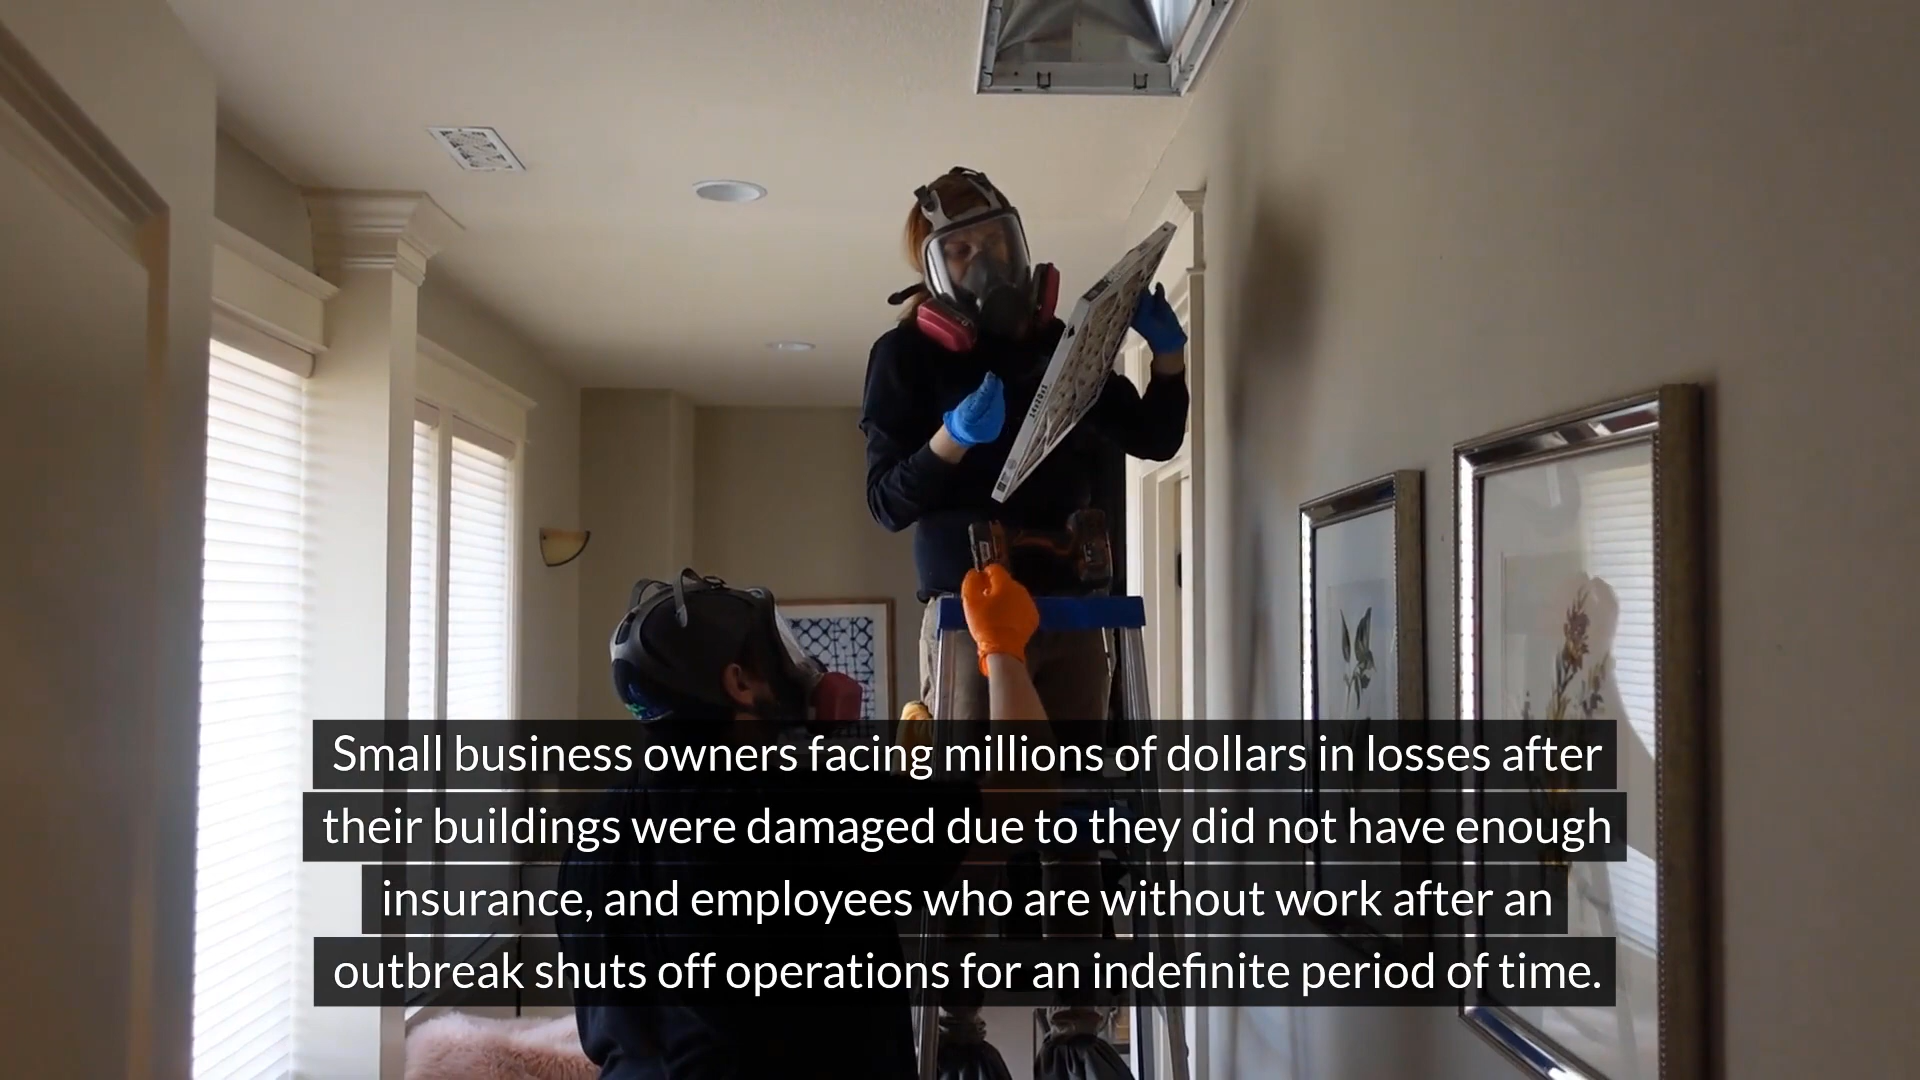 Small business owners facing millions of dollars in losses after
their buildings were damaged due to they did not have enough
insurance, and employees who are without work after an
outbreak shuts off operations for an indefinite period of time.